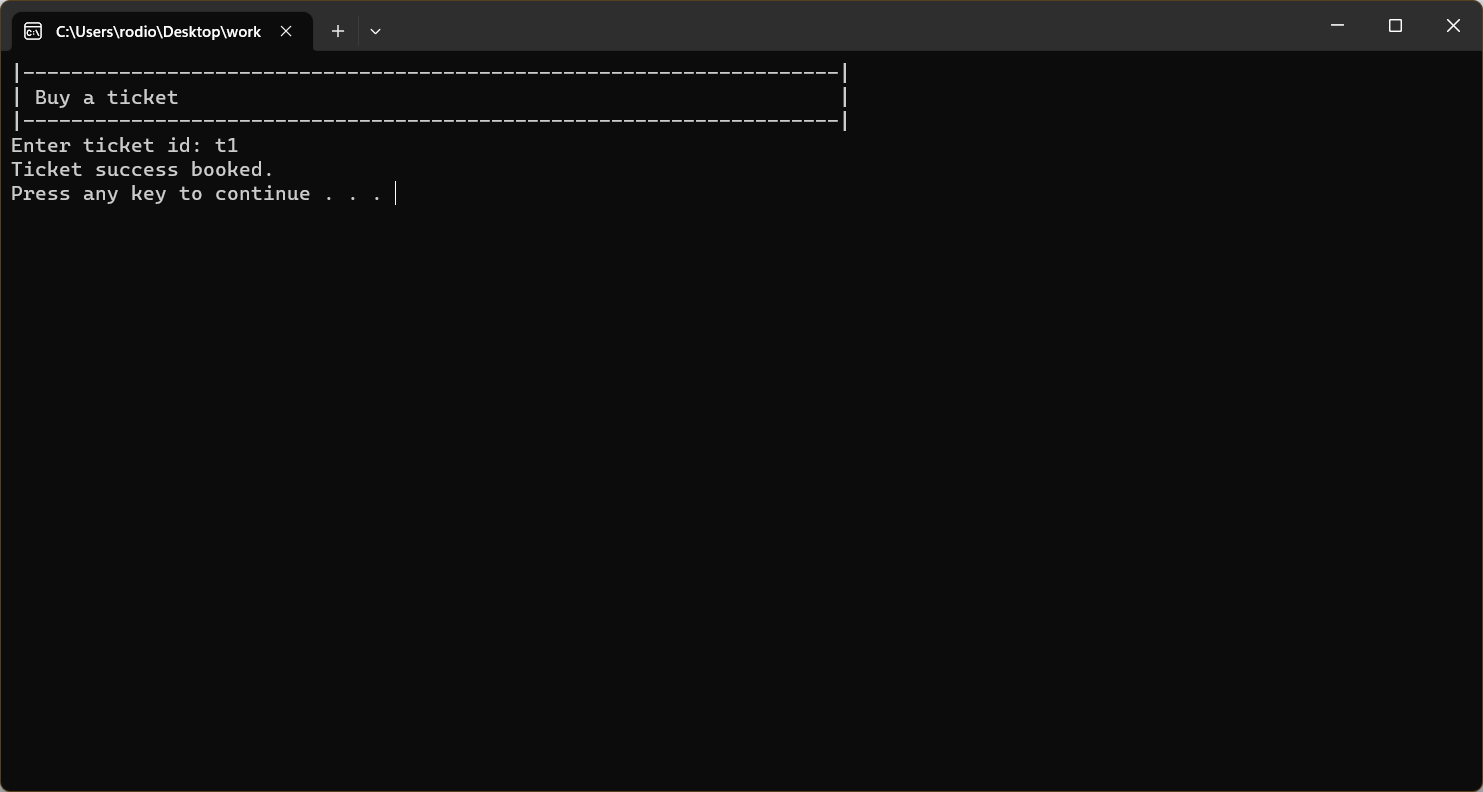 C:\Users\rodio\Desktop\work
|--------------------------------------------------------------------|
| Buy a ticket                                                       |
|--------------------------------------------------------------------|
Enter ticket id: t1
Ticket success booked.
Press any key to continue . . .